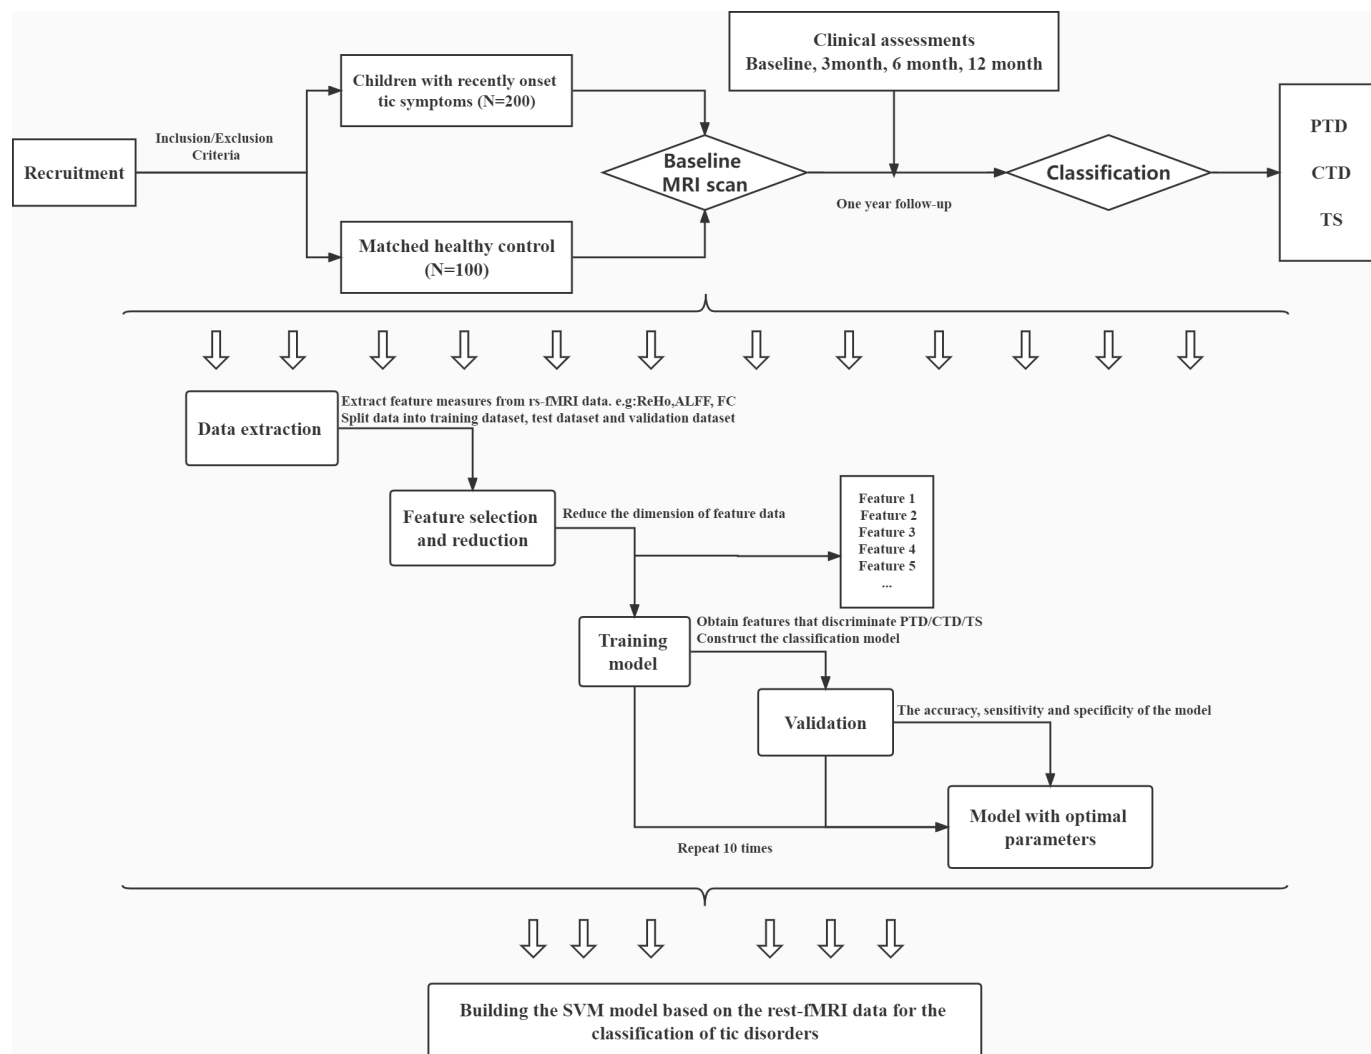 Clinical assessments
Baseline, 3month, 6 month, 12 month
Children with recently onset
tic symptoms (N=200)
Inclusion/Exclusion
Criteria
Recruitment
Baseline
MRI scan
Classification
PTD
CTD
TS
One year follow-up
Matched healthy control
(N=100)
Extract feature measures from rs-fMRI data. e.g:ReHo,ALFF, FC
Split data into training dataset, test dataset and validation dataset
Data extraction
Feature selection
and reduction
Reduce the dimension of feature data
Feature 1
Feature 2
Feature 3
Feature 4
Feature 5
...
Obtain features that discriminate PTD/CTD/TS
Construct the classification model
Training
model
Validation
The accuracy, sensitivity and specificity of the model
Model with optimal
parameters
Repeat 10 times
Building the SVM model based on the rest-fMRI data for the
classification of tic disorders